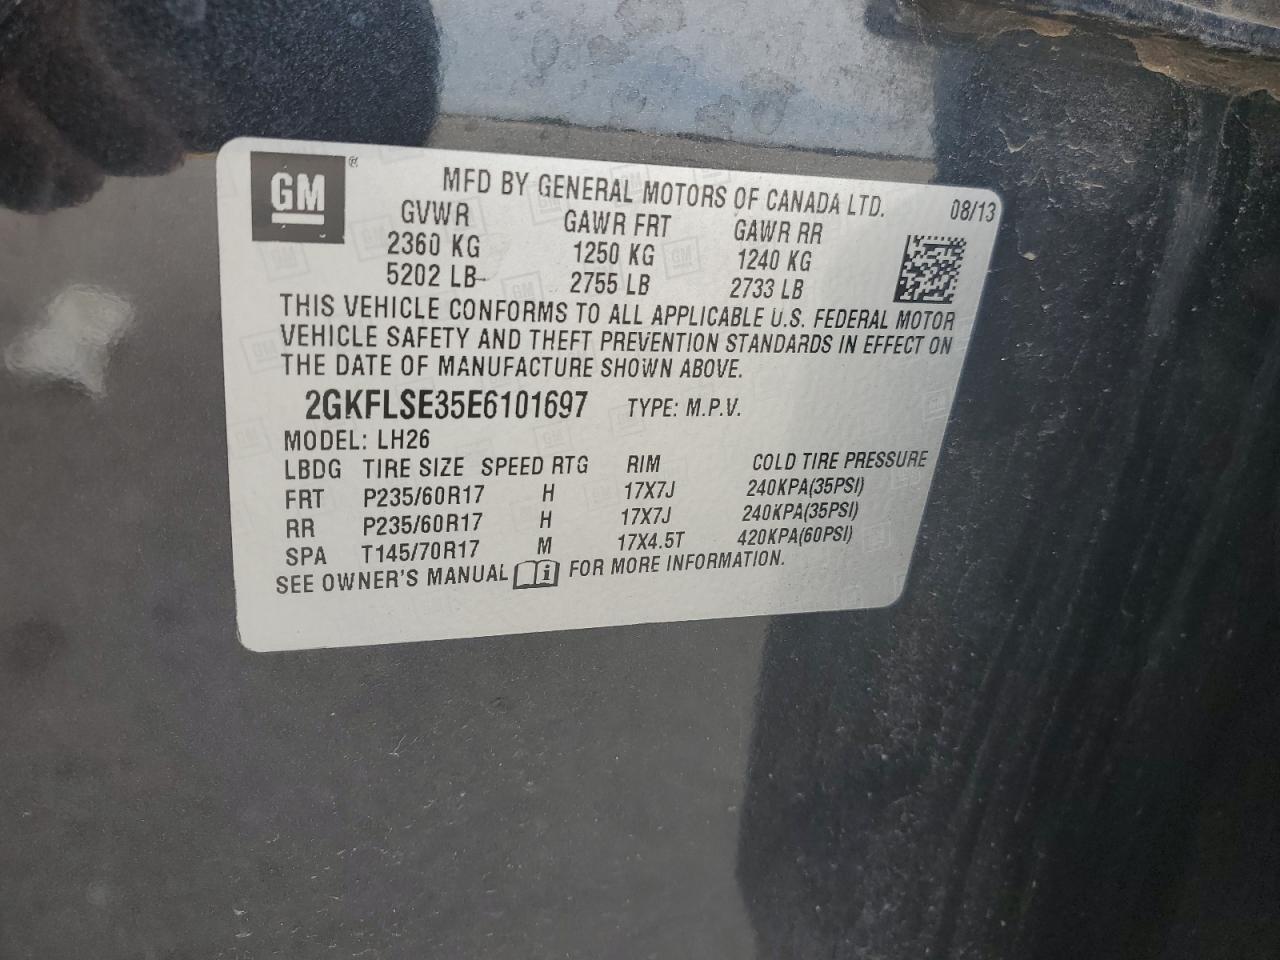 GM ®
MFD BY GENERAL MOTORS OF CANADA LTD.
08/13
GVWR GAWR FRT GAWR RR
2360 KG 1250 KG 1240 KG
5202 LB 2755 LB 2733 LB
THIS VEHICLE CONFORMS TO ALL APPLICABLE U.S. FEDERAL MOTOR
VEHICLE SAFETY AND THEFT PREVENTION STANDARDS IN EFFECT ON
THE DATE OF MANUFACTURE SHOWN ABOVE.
2GKFLSE35E6101697 TYPE: M.P.V.
MODEL: LH26
LBDG TIRE SIZE SPEED RTG RIM COLD TIRE PRESSURE
FRT P235/60R17 H 17X7J 240KPA(35PSI)
RR P235/60R17 H 17X7J 240KPA(35PSI)
SPA T145/70R17 M 17X4.5T 420KPA(60PSI)
SEE OWNER'S MANUAL i FOR MORE INFORMATION.